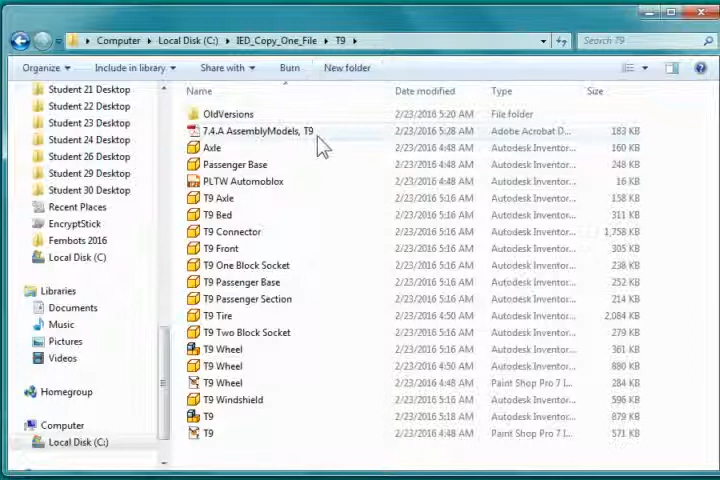 Computer ▸ Local Disk (C:) ▸ IED_Copy_One_File ▸ T9 ▸ Search T9
Organize Include in library Share with Burn New folder
Student 21 Desktop
Student 22 Desktop
Student 23 Desktop
Student 24 Desktop
Student 26 Desktop
Student 29 Desktop
Student 30 Desktop
Recent Places
EncryptStick
Fembots 2016
Local Disk (C)
Libraries
Documents
Music
Pictures
Videos
Homegroup
Computer
Local Disk (C:)
Name Date modified Type Size
OldVersions 2/23/2016 5:20 AM File folder
7.4.A AssemblyModels, T9 2/23/2016 5:28 AM Adobe Acrobat D... 183 KB
Axle 2/23/2016 4:48 AM Autodesk Inventor... 160 KB
Passenger Base 2/23/2016 4:48 AM Autodesk Inventor... 248 KB
PLTW Automoblox 2/23/2016 4:48 AM Autodesk Inventor... 16 KB
T9 Axle 2/23/2016 5:16 AM Autodesk Inventor... 158 KB
T9 Bed 2/23/2016 5:16 AM Autodesk Inventor... 311 KB
T9 Connector 2/23/2016 5:16 AM Autodesk Inventor... 1,758 KB
T9 Front 2/23/2016 5:16 AM Autodesk Inventor... 305 KB
T9 One Block Socket 2/23/2016 5:16 AM Autodesk Inventor... 238 KB
T9 Passenger Base 2/23/2016 5:16 AM Autodesk Inventor... 252 KB
T9 Passenger Section 2/23/2016 5:16 AM Autodesk Inventor... 214 KB
T9 Tire 2/23/2016 4:50 AM Autodesk Inventor... 2,084 KB
T9 Two Block Socket 2/23/2016 5:16 AM Autodesk Inventor... 279 KB
T9 Wheel 2/23/2016 5:16 AM Autodesk Inventor... 361 KB
T9 Wheel 2/23/2016 4:50 AM Autodesk Inventor... 880 KB
T9 Wheel 2/23/2016 4:48 AM Paint Shop Pro 7 I... 284 KB
T9 Windshield 2/23/2016 5:16 AM Autodesk Inventor... 596 KB
T9 2/23/2016 5:18 AM Autodesk Inventor... 879 KB
T9 2/23/2016 4:48 AM Paint Shop Pro 7 I... 571 KB